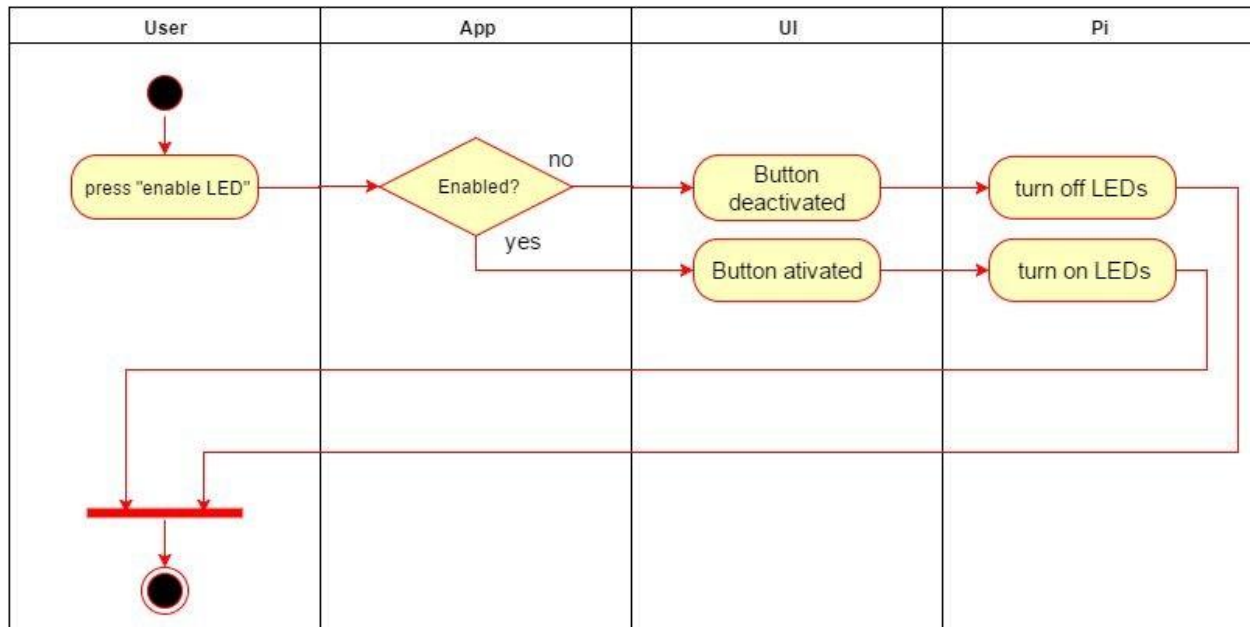 User
App
UI
Pi
press "enable LED"
Enabled?
no
yes
Button
deactivated
turn off LEDs
Button ativated
turn on LEDs